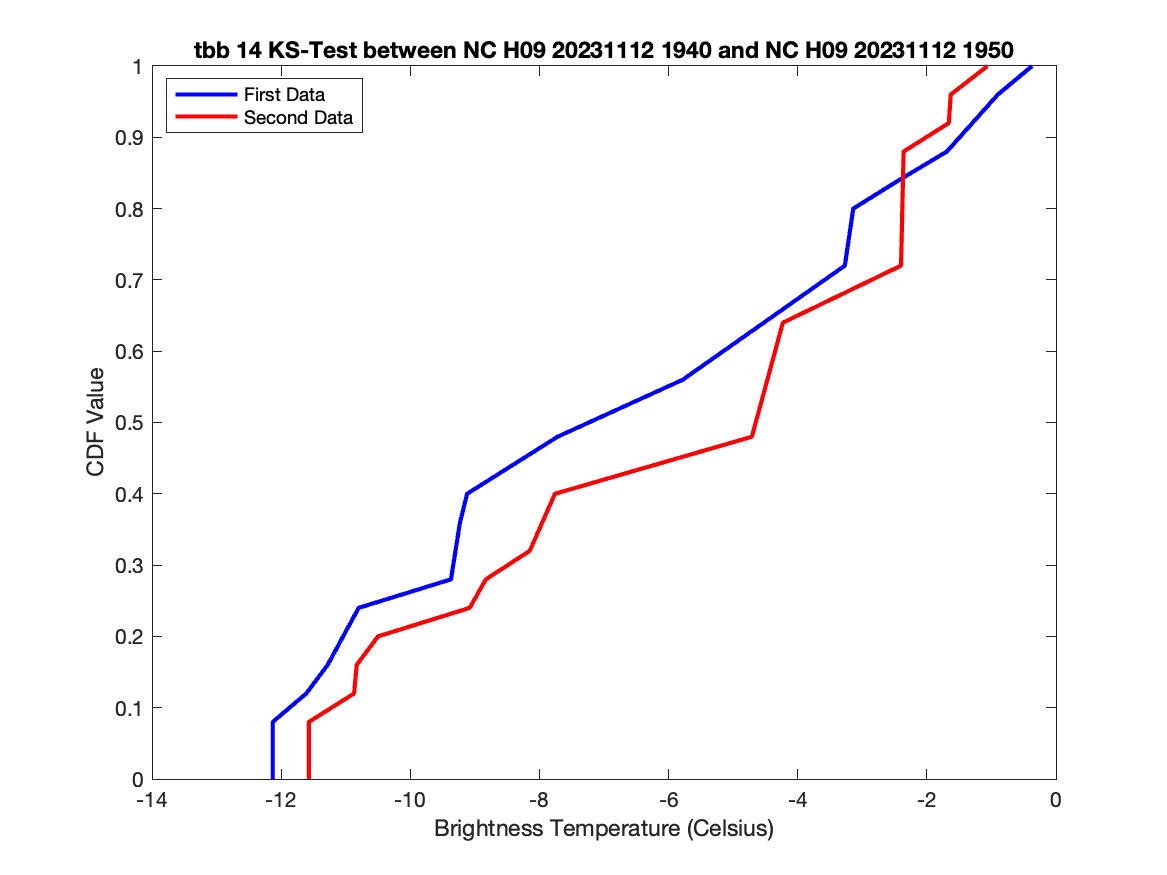 tbb 14 KS-Test between NC H09 20231112 1940 and NC H09 20231112 1950
First Data
Second Data
1
0.9
0.8
0.7
0.6
0.5
0.4
0.3
0.2
0.1
0
CDF Value
-14 -12 -10 -8 -6 -4 -2 0
Brightness Temperature (Celsius)